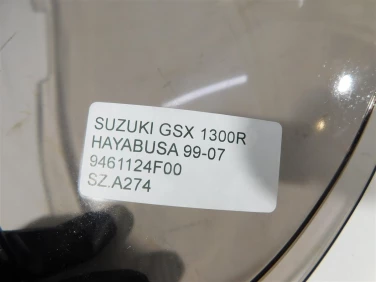 SUZUKI GSX 1300R
HAYABUSA 99-07
9461124F00
SZ.A274